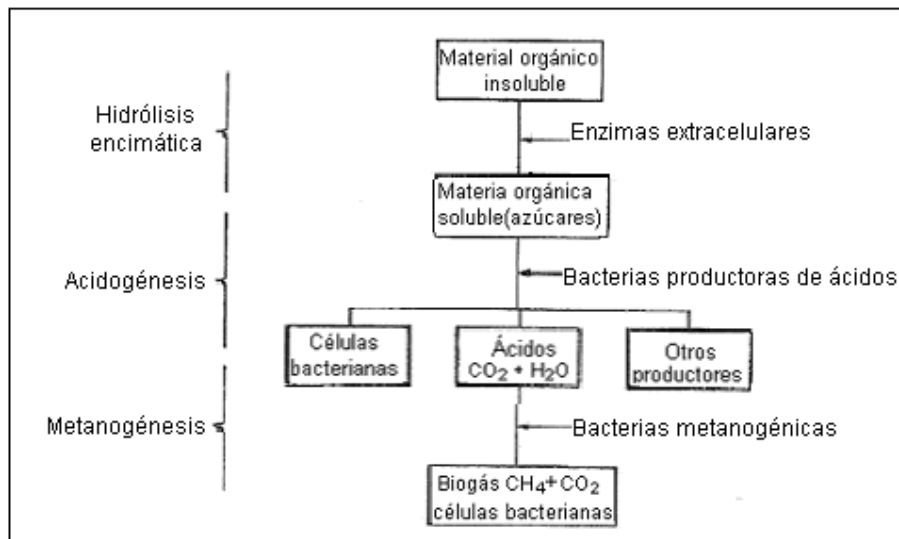 Material orgánico
insoluble
Hidrólisis
encimática
Enzimas extracelulares
Materia orgánica
soluble(azúcares)
Acidogénesis
Bacterias productoras de ácidos
Células
bacterianas
Ácidos
CO₂ + H₂O
Otros
productores
Metanogénesis
Bacterias metanogénicas
Biogás CH₄+CO₂
células bacterianas